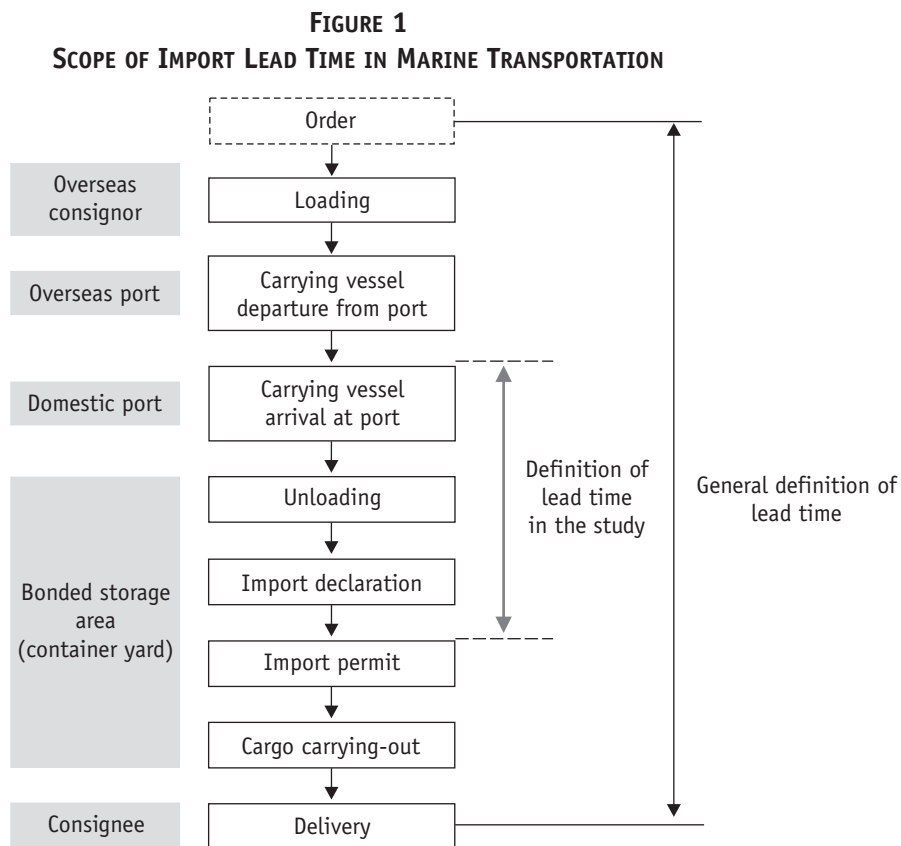 FIGURE 1
SCOPE OF IMPORT LEAD TIME IN MARINE TRANSPORTATION
Order
Overseas
consignor
Loading
Overseas port
Carrying vessel
departure from port
Domestic port
Carrying vessel
arrival at port
Bonded storage
area
(container yard)
Unloading
Import declaration
Import permit
Cargo carrying-out
Consignee
Delivery
Definition of
lead time
in the study
General definition of
lead time